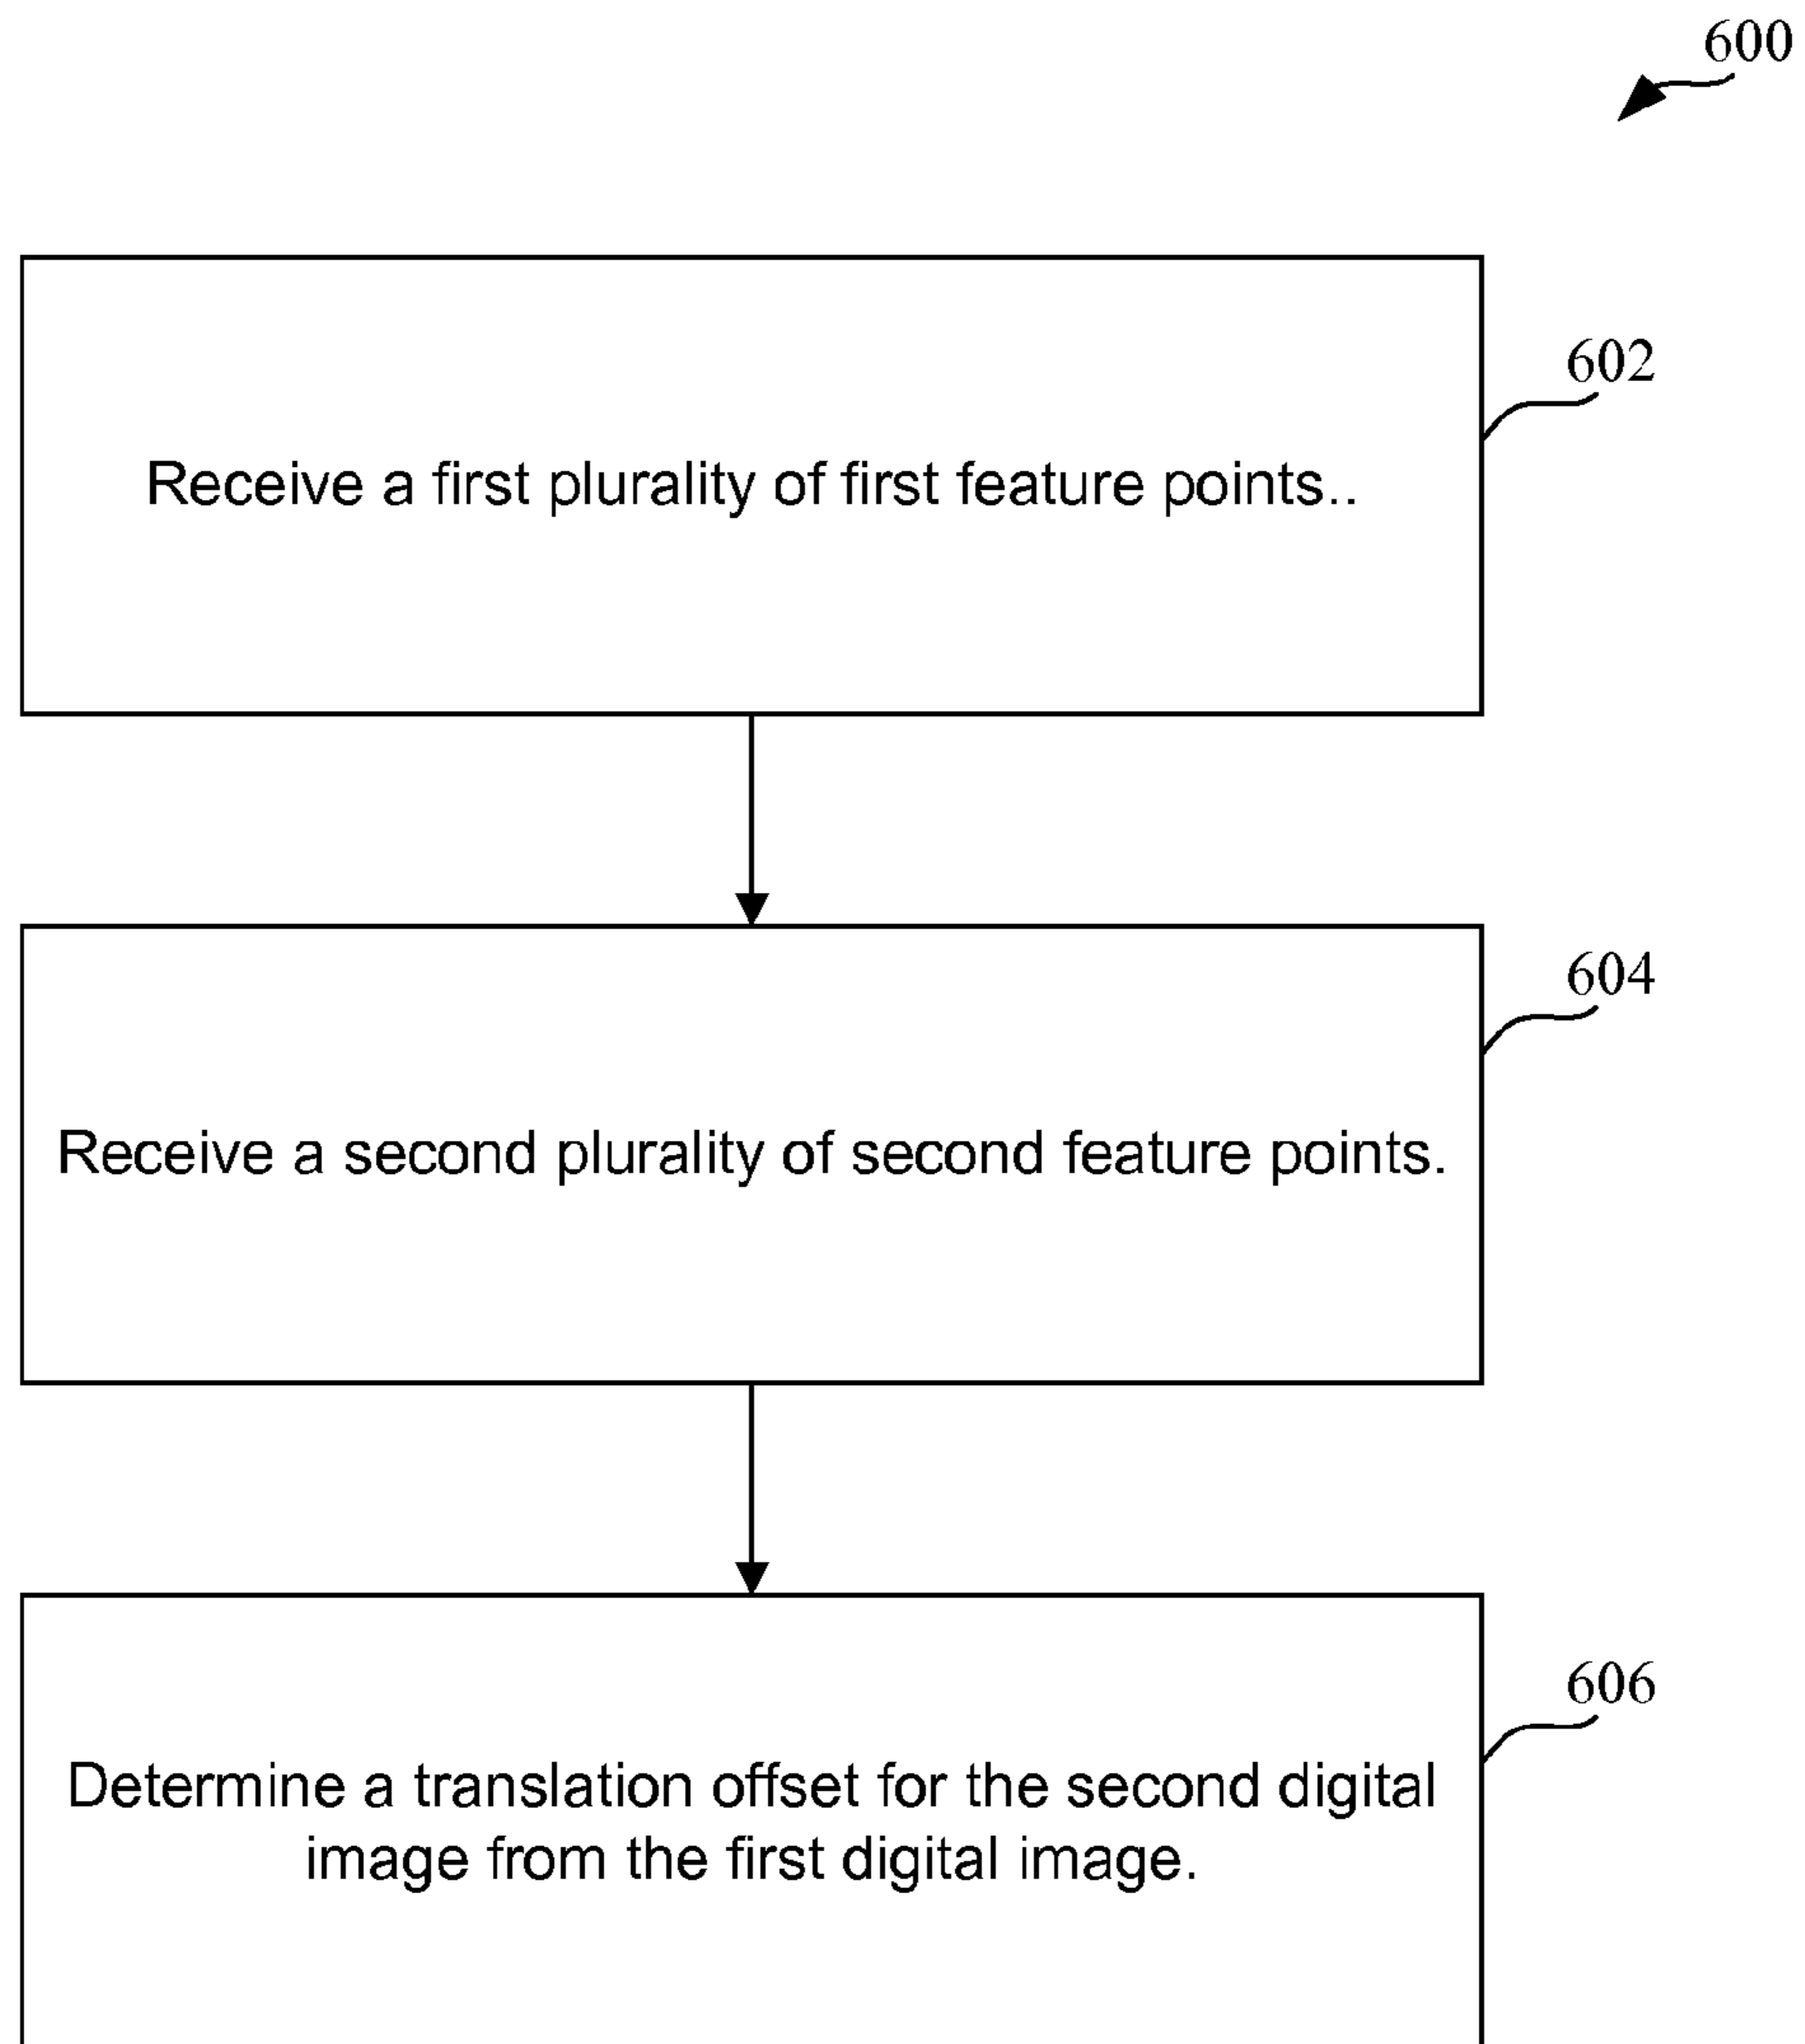 600
602
Receive a first plurality of first feature points..
604
Receive a second plurality of second feature points.
606
Determine a translation offset for the second digital
image from the first digital image.